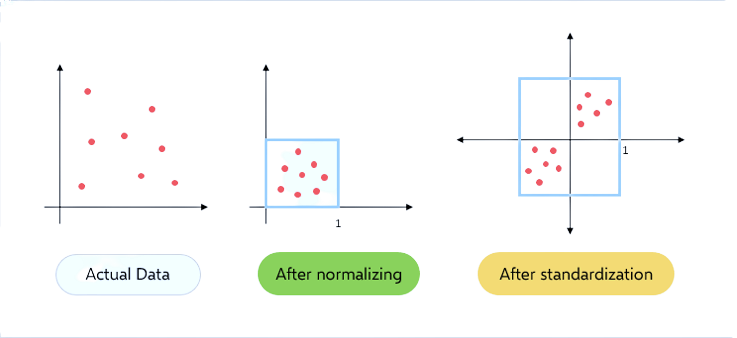 1
1
Actual Data
After normalizing
After standardization